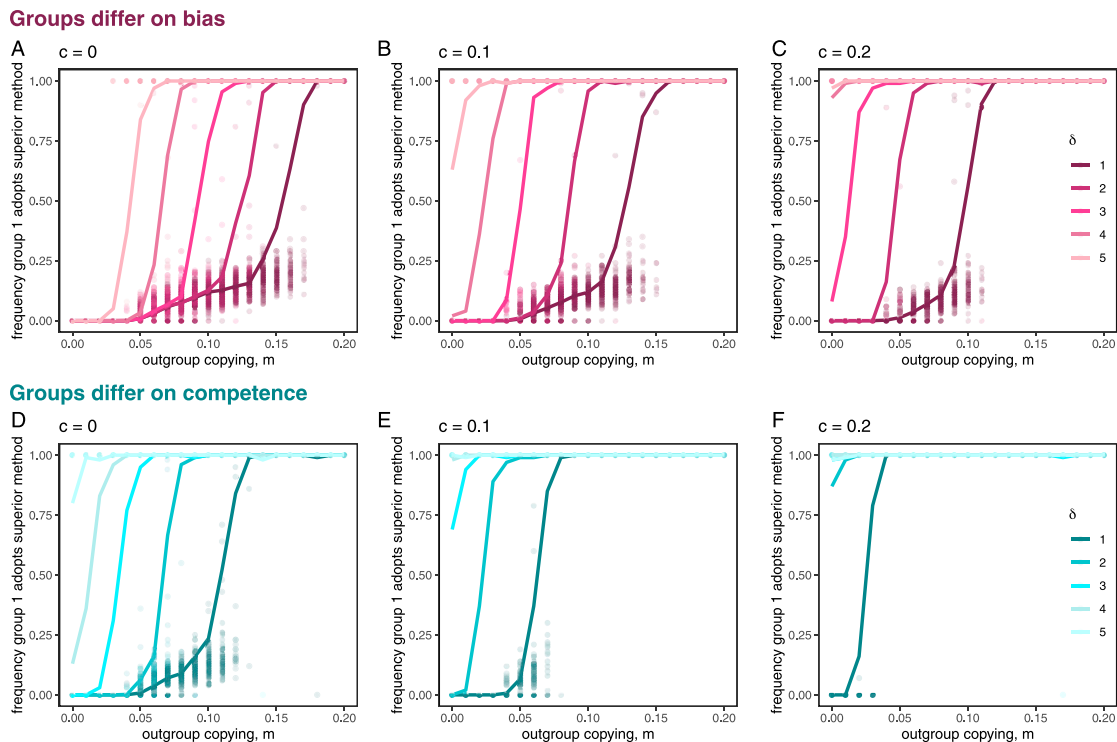 Groups differ on bias
A
c = 0
frequency group 1 adopts superior method
1.00
0.75
0.50
0.25
0.00
0.00
0.05
0.10
0.15
0.20
outgroup copying, m
B
c = 0.1
frequency group 1 adopts superior method
1.00
0.75
0.50
0.25
0.00
0.00
0.05
0.10
0.15
0.20
outgroup copying, m
C
c = 0.2
frequency group 1 adopts superior method
1.00
0.75
0.50
0.25
0.00
0.00
0.05
0.10
0.15
0.20
outgroup copying, m
δ
1
2
3
4
5
Groups differ on competence
D
c = 0
frequency group 1 adopts superior method
1.00
0.75
0.50
0.25
0.00
0.00
0.05
0.10
0.15
0.20
outgroup copying, m
E
c = 0.1
frequency group 1 adopts superior method
1.00
0.75
0.50
0.25
0.00
0.00
0.05
0.10
0.15
0.20
outgroup copying, m
F
c = 0.2
frequency group 1 adopts superior method
1.00
0.75
0.50
0.25
0.00
0.00
0.05
0.10
0.15
0.20
outgroup copying, m
δ
1
2
3
4
5